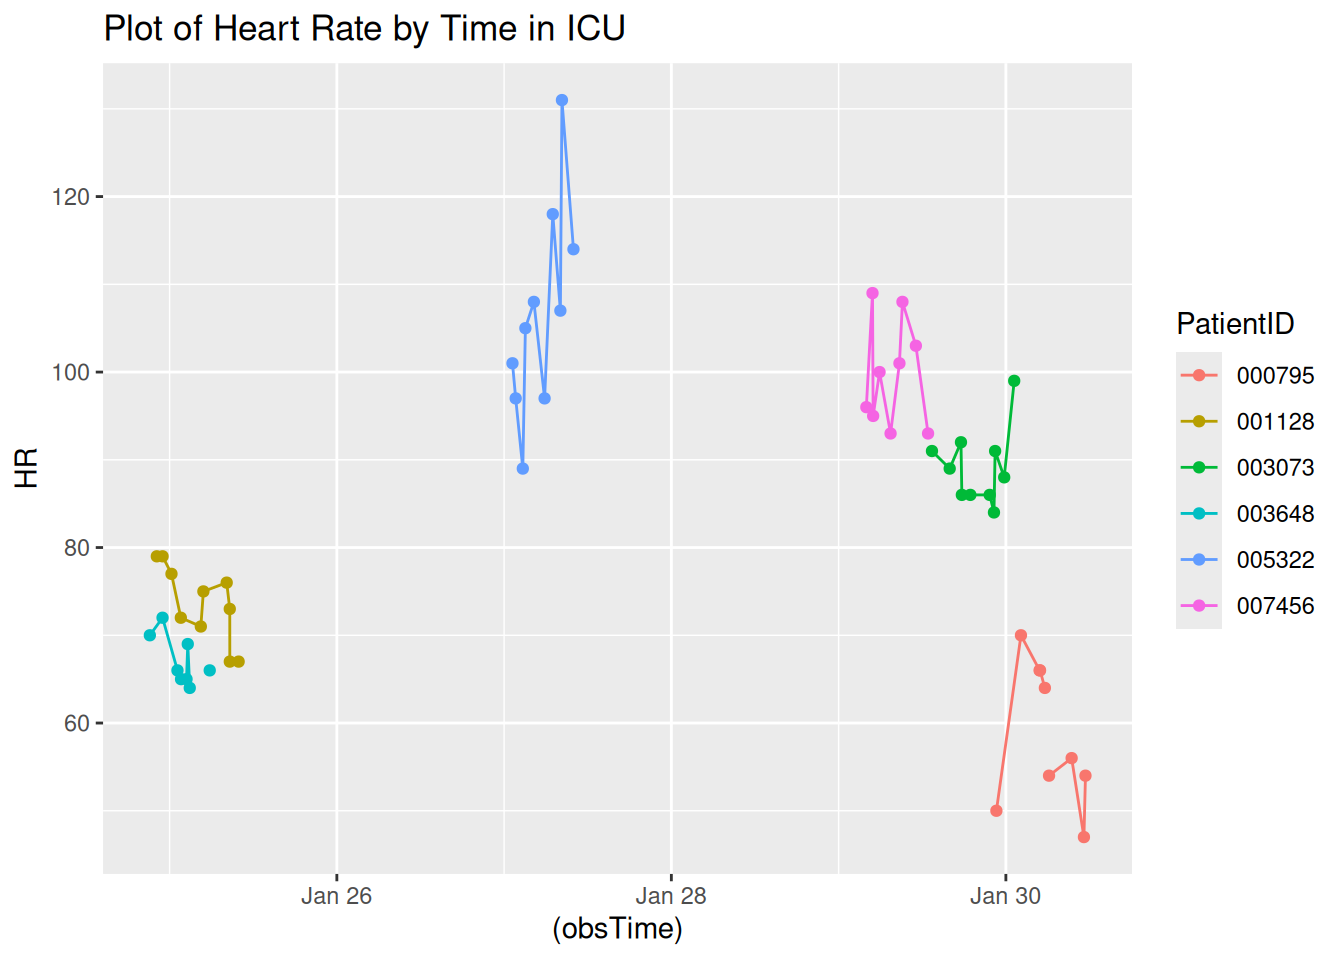 Plot of Heart Rate by Time in ICU
120
100
80
60
HR
Jan 26
Jan 28
Jan 30
(obsTime)
PatientID
000795
001128
003073
003648
005322
007456